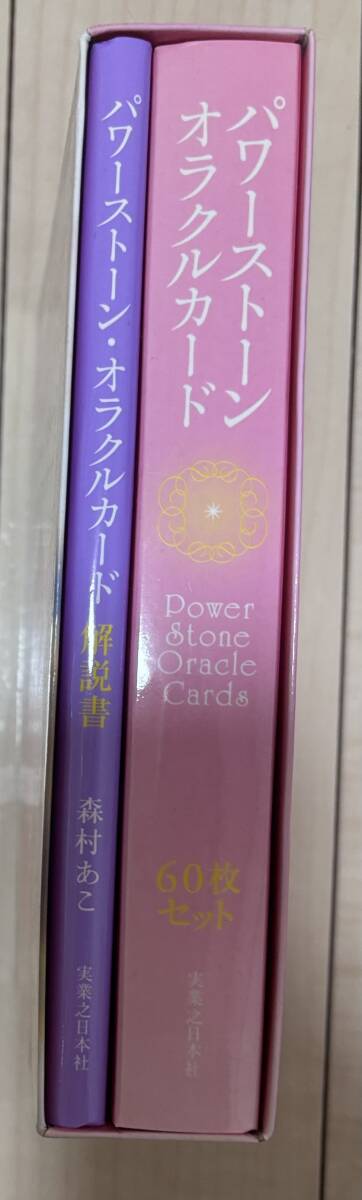 パワーストーン・オラクルカード 解説書
森村あこ
実業之日本社
パワーストーン
オラクルカード
Power
Stone
Oracle
Cards
60枚
セット
実業之日本社